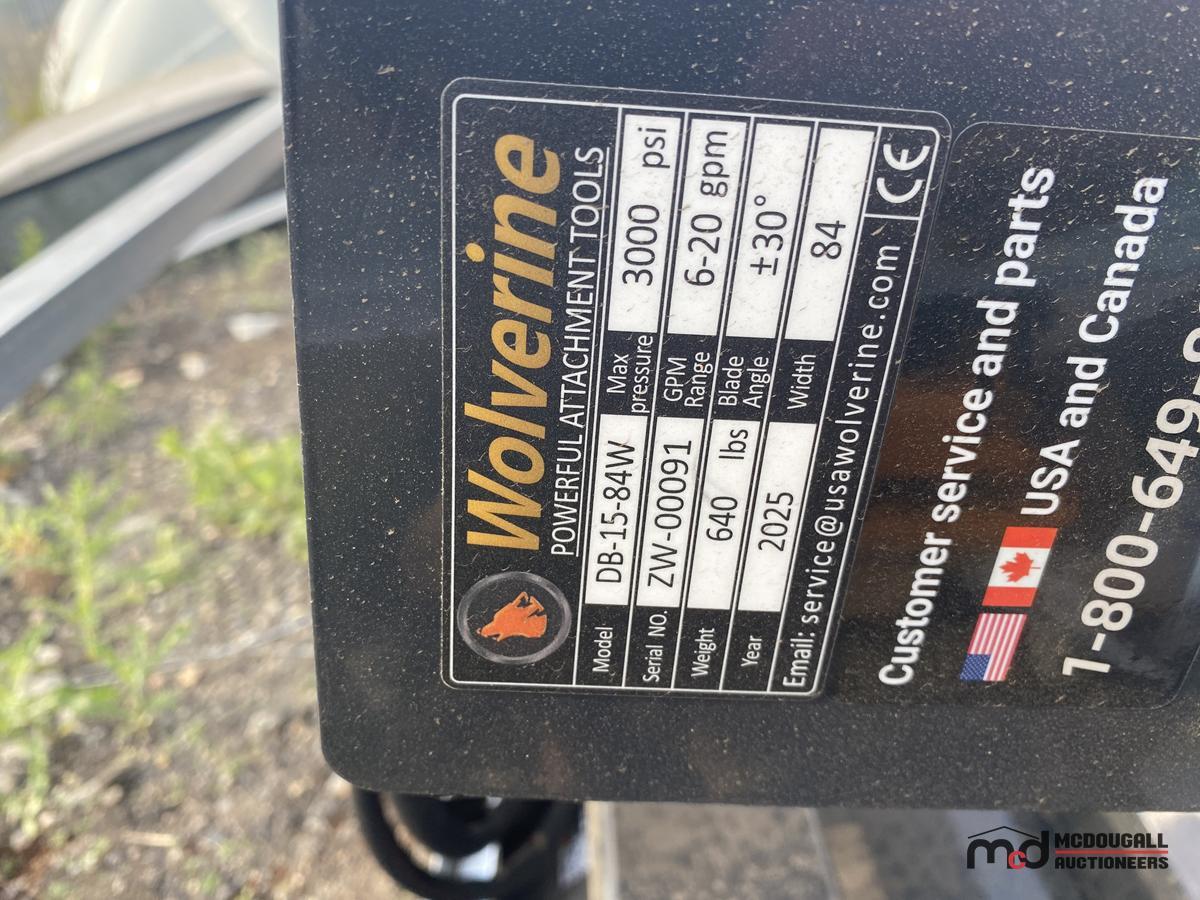 Wolverine
POWERFUL ATTACHMENT TOOLS
Model DB-15-84W Max pressure 3000 psi
Serial NO. ZW-00091 GPM Range 6-20 gpm
Weight 640 lbs Blade Angle ±30°
Year 2025 Width 84
Email: service@usawolverine.com CE
Customer service and parts
USA and Canada
1-800-649
mcd MCDOUGALL
AUCTIONEERS